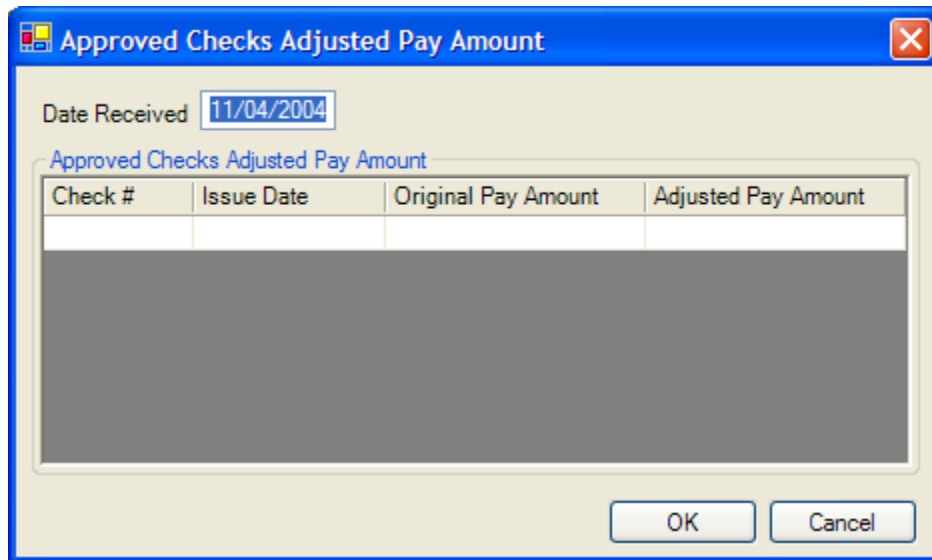 Approved Checks Adjusted Pay Amount
Date Received 11/04/2004
Approved Checks Adjusted Pay Amount
Check # Issue Date Original Pay Amount Adjusted Pay Amount
OK Cancel